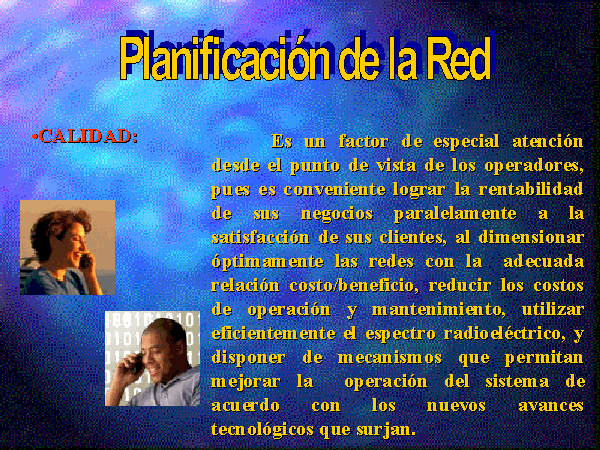 Planificación de la Red
•CALIDAD:
Es un factor de especial atención
desde el punto de vista de los operadores,
pues es conveniente lograr la rentabilidad
de sus negocios paralelamente a la
satisfacción de sus clientes, al dimensionar
óptimamente las redes con la adecuada
relación costo/beneficio, reducir los costos
de operación y mantenimiento, utilizar
eficientemente el espectro radioeléctrico, y
disponer de mecanismos que permitan
mejorar la operación del sistema de
acuerdo con los nuevos avances
tecnológicos que surjan.